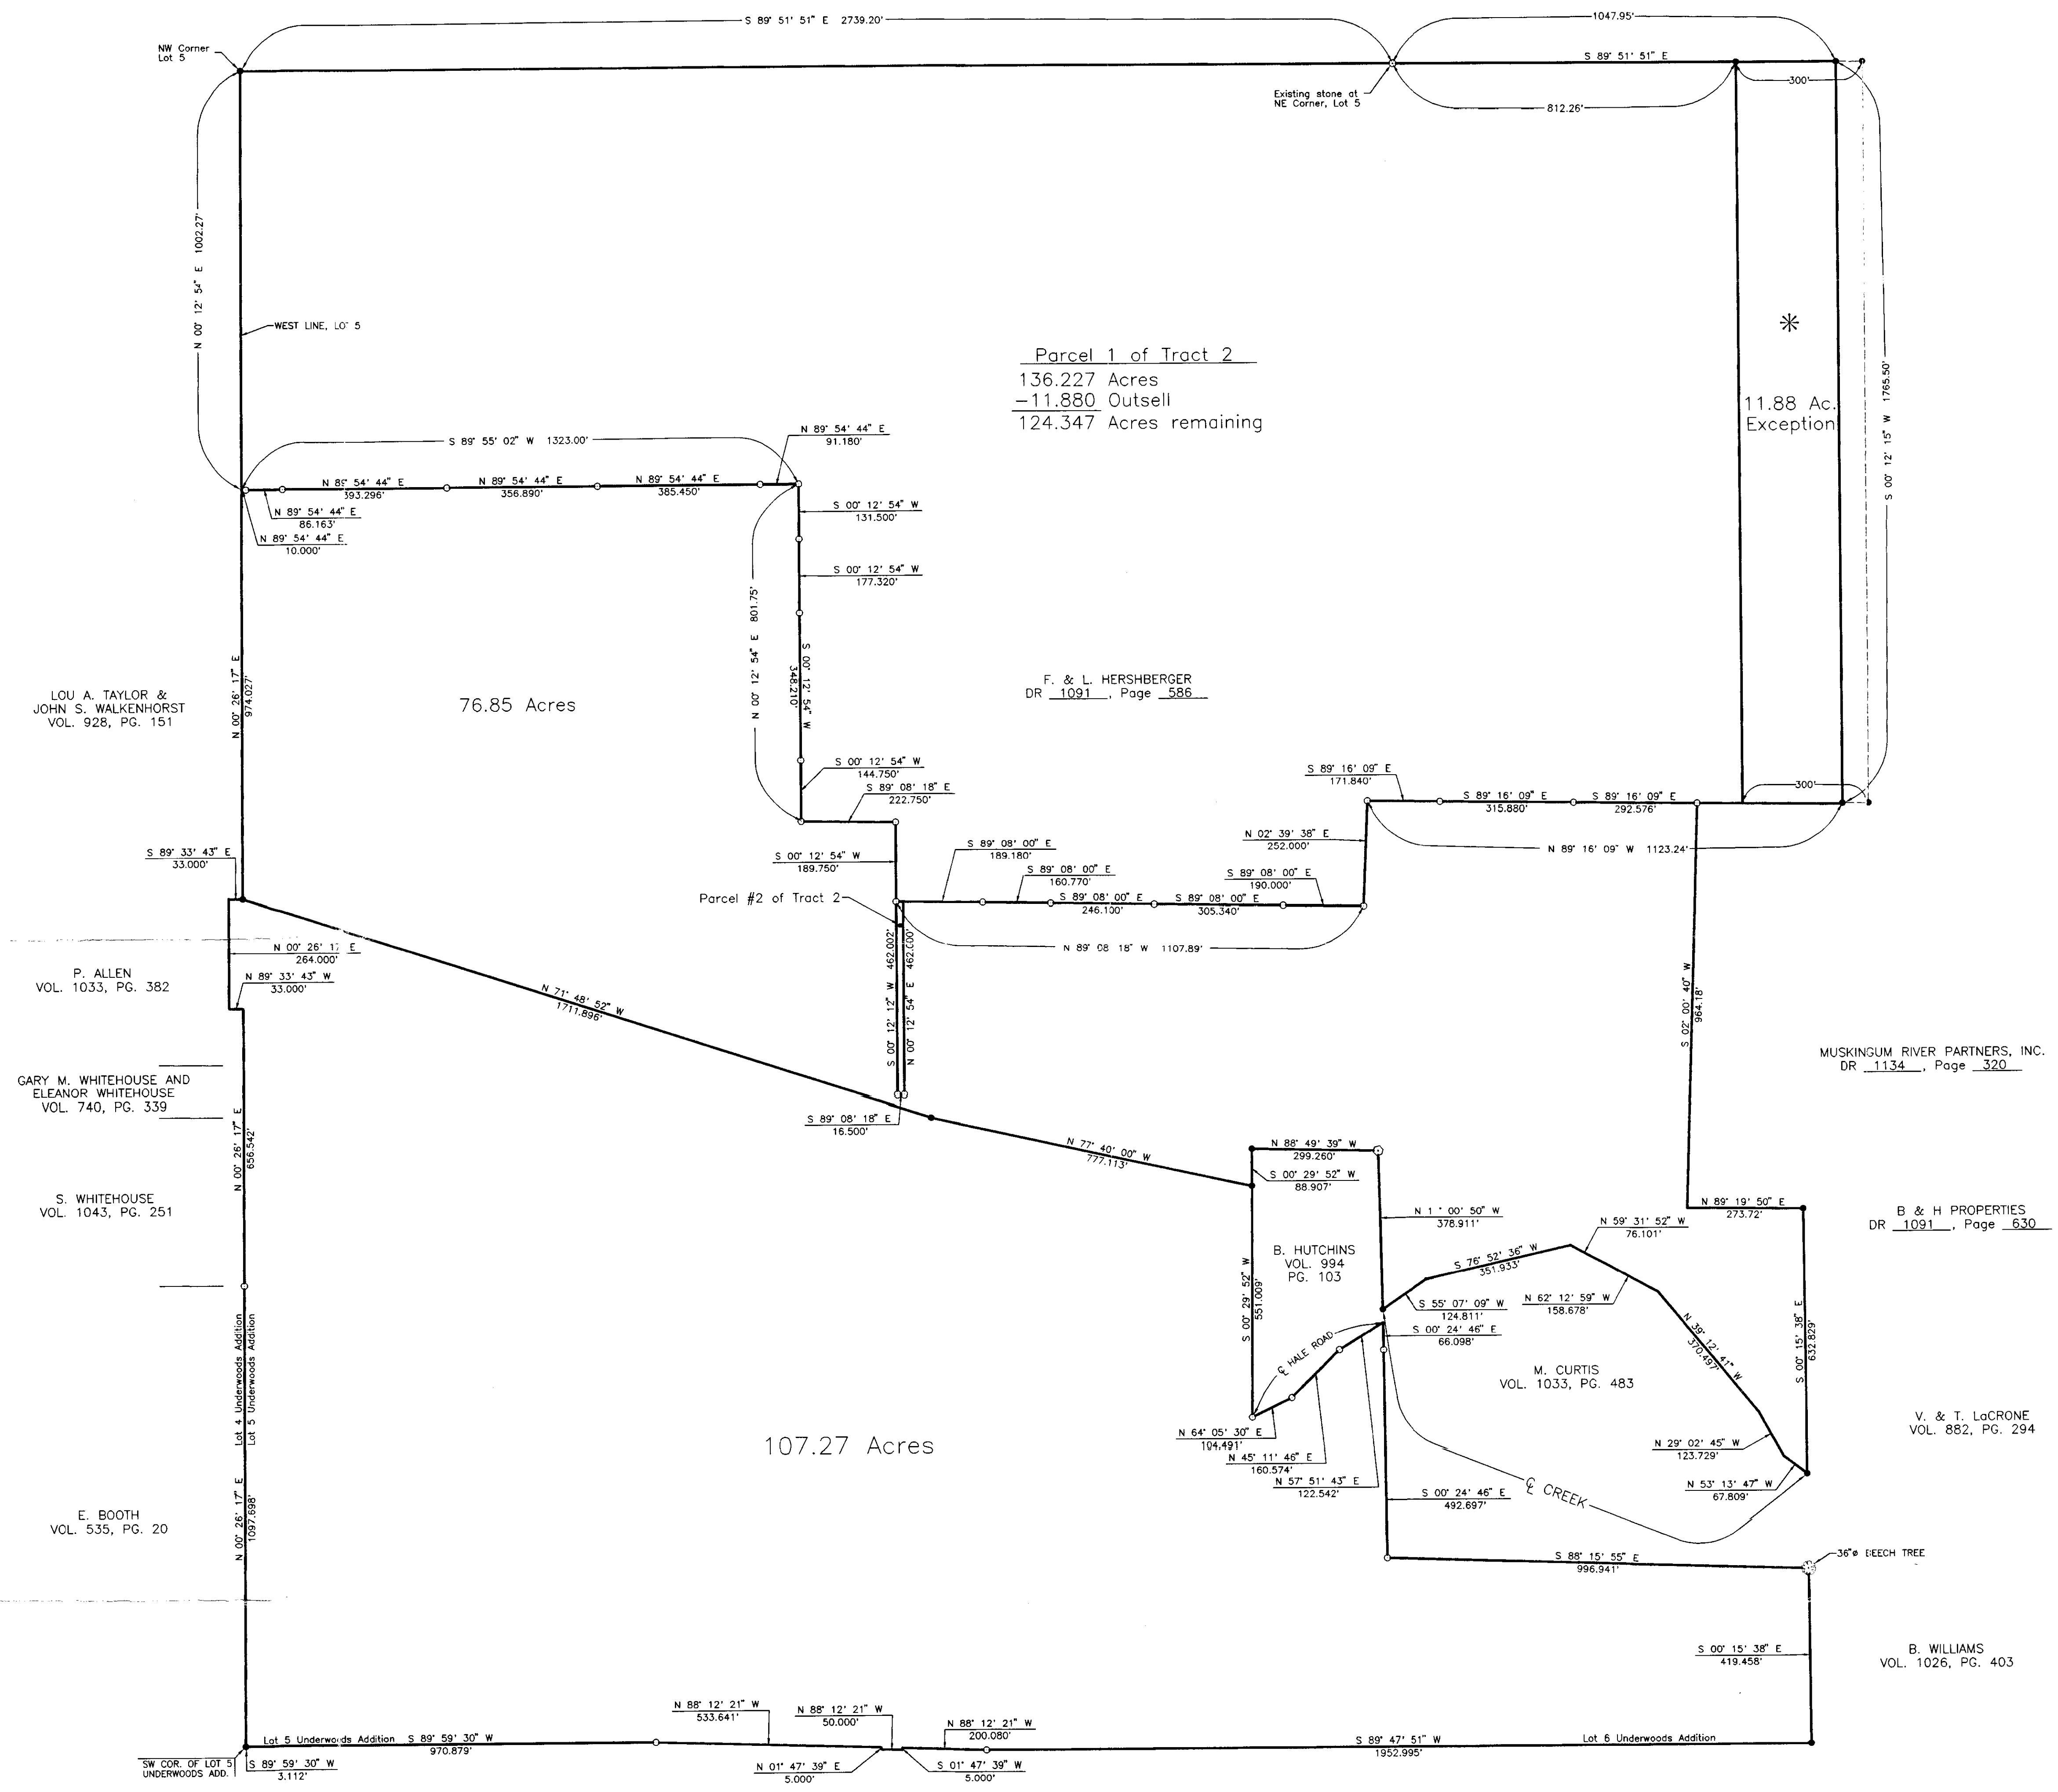 S 89° 51' 51" E 2739.20'
1047.95'
NW Corner
Lot 5
S 89° 51' 51" E
300'
Existing stone at
NE Corner, Lot 5
812.26'
N 00° 12' 54" E 1002.27'
WEST LINE, LOT 5
Parcel 1 of Tract 2
136.227 Acres
-11.880 Outsell
124.347 Acres remaining
11.88 Ac.
Exception
S 00° 12' 15" W 1765.50'
S 89° 55' 02" W 1323.00'
N 89° 54' 44" E
91.180'
N 89° 54' 44" E
393.296'
N 89° 54' 44" E
356.890'
N 89° 54' 44" E
385.450'
N 89° 54' 44" E
86.163'
N 89° 54' 44" E
10.000'
S 00° 12' 54" W
131.500'
S 00° 12' 54" W
177.320'
N 00° 12' 54" E 801.75'
S 00° 12' 54" W
348.210'
N 00° 26' 17" E
974.027'
LOU A. TAYLOR &
JOHN S. WALKENHORST
VOL. 928, PG. 151
76.85 Acres
F. & L. HERSHBERGER
DR 1091, Page 586
S 00° 12' 54" W
144.750'
S 89° 08' 18" E
222.750'
S 89° 16' 09" E
171.840'
S 89° 16' 09" E
315.880'
S 89° 16' 09" E
292.576'
300'
N 89° 16' 09" W 1123.24'
N 02° 39' 38" E
252.000'
S 89° 33' 43" E
33.000'
S 00° 12' 54" W
189.750'
S 89° 08' 00" E
189.180'
S 89° 08' 00" E
160.770'
S 89° 08' 00" E
246.100'
S 89° 08' 00" E
305.340'
S 89° 08' 00" E
190.000'
Parcel #2 of Tract 2
N 89° 08' 18" W 1107.89'
S 00° 12' 12" W 462.002'
N 00° 12' 54" E 462.000'
N 00° 26' 17" E
264.000'
P. ALLEN
VOL. 1033, PG. 382
N 89° 33' 43" W
33.000'
N 71° 48' 52" W
1711.896'
S 02° 00' 40" W
964.18'
MUSKINGUM RIVER PARTNERS, INC.
DR 1134, Page 320
GARY M. WHITEHOUSE AND
ELEANOR WHITEHOUSE
VOL. 740, PG. 339
S 89° 08' 18" E
16.500'
N 00° 26' 17" E
656.542'
N 77° 40' 00" W
777.113'
N 88° 49' 39" W
299.260'
S 00° 29' 52" W
88.907'
S. WHITEHOUSE
VOL. 1043, PG. 251
N 89° 19' 50" E
273.72'
B & H PROPERTIES
DR 1091, Page 630
378.911'
N 59° 31' 52" W
76.101'
B. HUTCHINS
VOL. 994
PG. 103
S 76° 52' 36" W
351.933'
S 00° 29' 52" W
551.009'
S 55° 07' 09" W
124.811'
N 62° 12' 59" W
158.678'
S 00° 24' 46" E
66.098'
N 39° 12' 41" W
370.497'
S 00° 15' 38" E
632.829'
℄ HALE ROAD
M. CURTIS
VOL. 1033, PG. 483
Lot 4 Underwoods Addition
Lot 5 Underwoods Addition
107.27 Acres
N 64° 05' 30" E
104.491'
N 45° 11' 46" E
160.574'
N 57° 51' 43" E
122.542'
N 29° 02' 45" W
123.729'
N 53° 13' 47" W
67.809'
V. & T. LaCRONE
VOL. 882, PG. 294
S 00° 24' 46" E
492.697'
℄ CREEK
E. BOOTH
VOL. 535, PG. 20
N 00° 26' 17" E
1097.698'
S 88° 15' 55" E
996.941'
36"ø BEECH TREE
S 00° 15' 38" E
419.458'
B. WILLIAMS
VOL. 1026, PG. 403
N 88° 12' 21" W
533.641'
N 88° 12' 21" W
50.000'
N 88° 12' 21" W
200.080'
Lot 5 Underwoods Addition S 89° 59' 30" W
970.879'
S 89° 47' 51" W
1952.995'
Lot 6 Underwoods Addition
SW COR. OF LOT 5
UNDERWOODS ADD.
S 89° 59' 30" W
3.112'
N 01° 47' 39" E
5.000'
S 01° 47' 39" W
5.000'